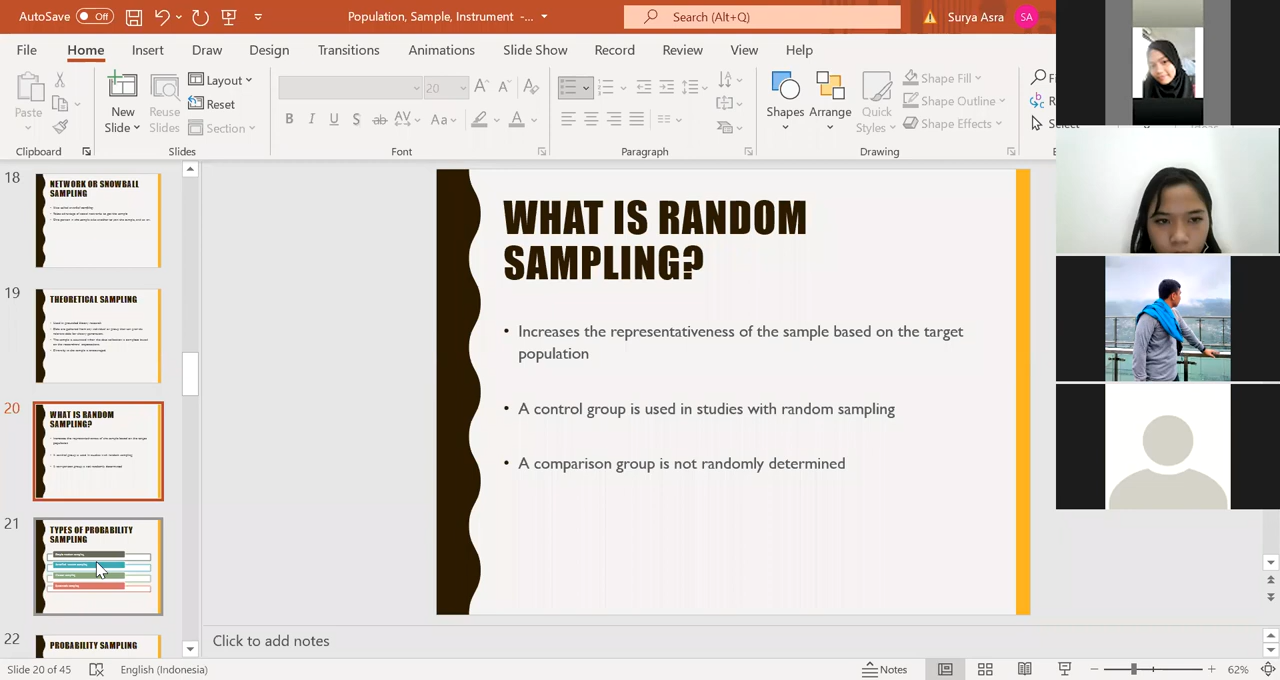 AutoSave Off Population, Sample, Instrument -... Search (Alt+Q) Surya Asra SA
File Home Insert Draw Design Transitions Animations Slide Show Record Review View Help
Paste
Clipboard
New Slide
Reuse Slides
Layout
Reset
Section
Slides
20
B I U S ab AV Aa A
Font
Paragraph
Shapes
Arrange
Quick Styles
Shape Fill
Shape Outline
Shape Effects
Drawing
Select
18
NETWORK OR SNOWBALL
SAMPLING
19
THEORETICAL SAMPLING
20
WHAT IS RANDOM
SAMPLING?
21
TYPES OF PROBABILITY
SAMPLING
22
PROBABILITY SAMPLING
WHAT IS RANDOM
SAMPLING?
• Increases the representativeness of the sample based on the target
population
• A control group is used in studies with random sampling
• A comparison group is not randomly determined
Click to add notes
Slide 20 of 45 English (Indonesia) Notes 62%